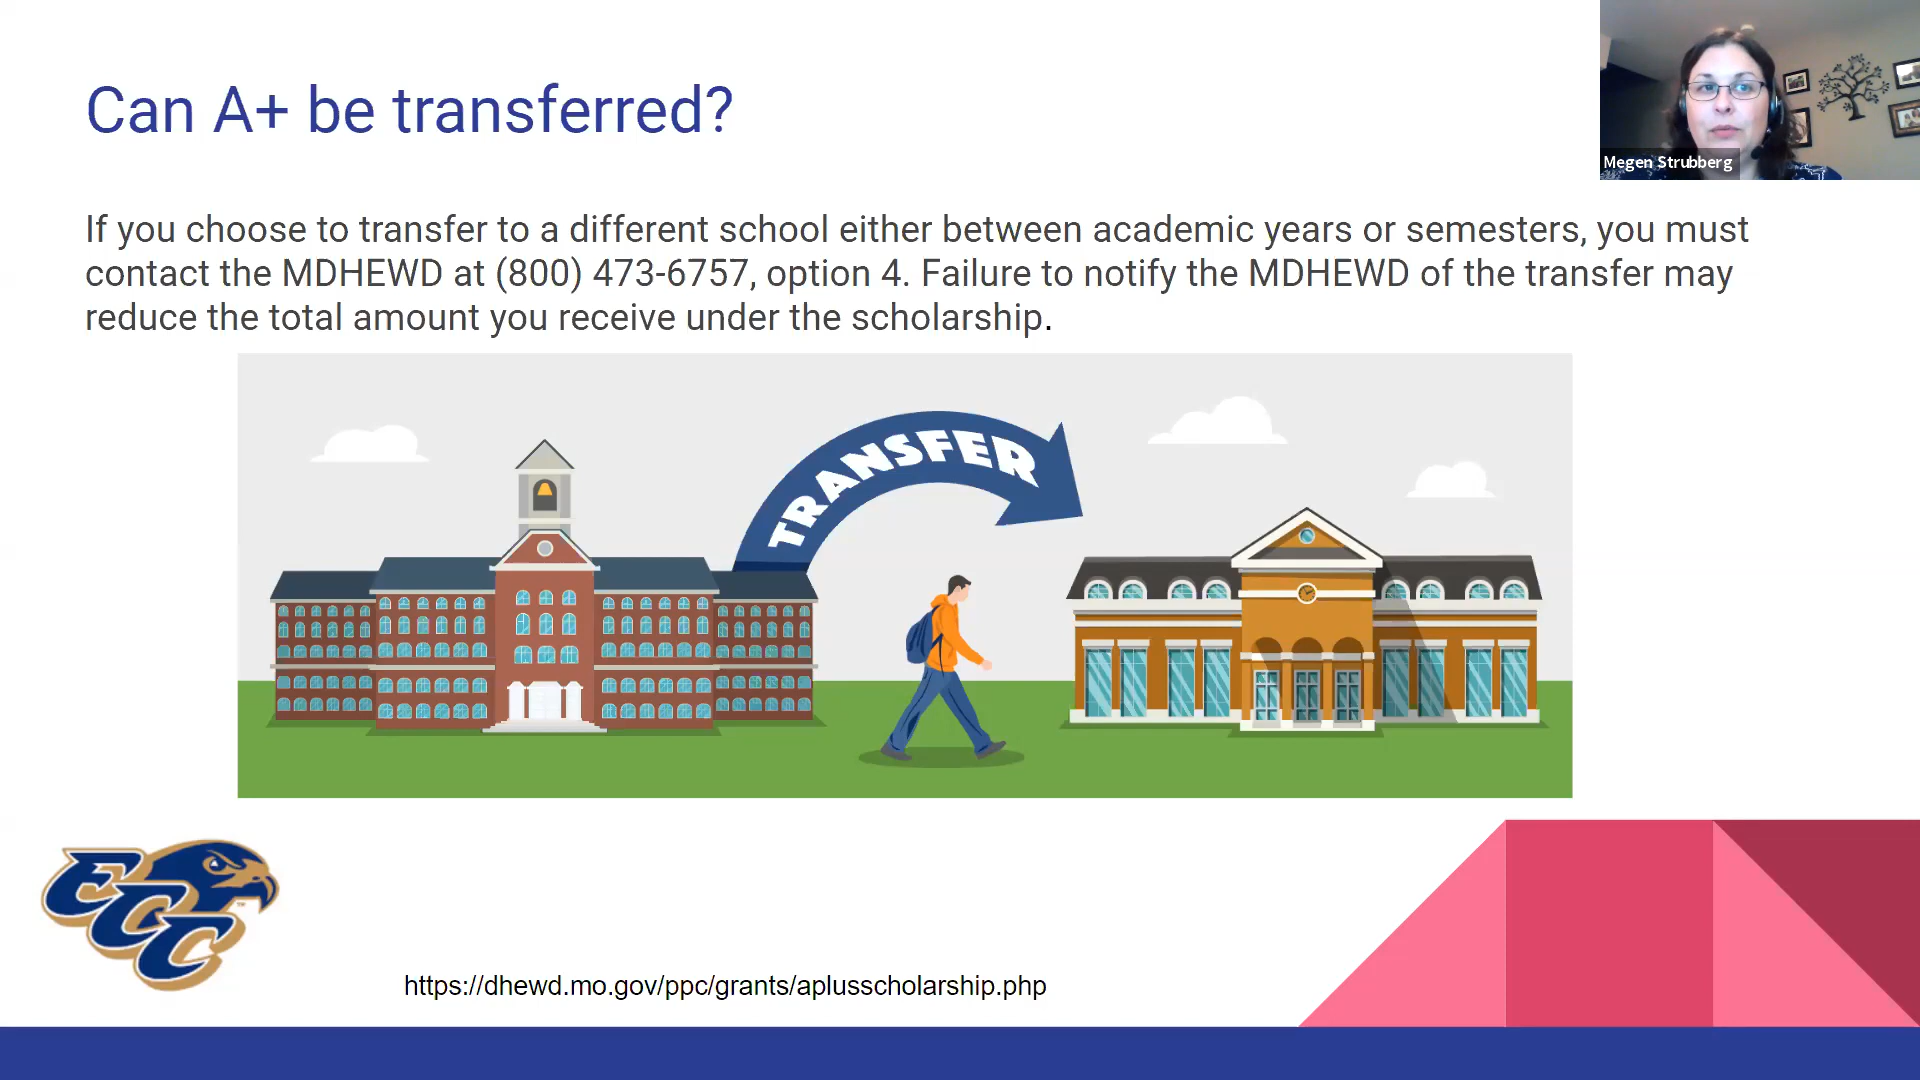 Can A+ be transferred?
Megen Strubberg
If you choose to transfer to a different school either between academic years or semesters, you must
contact the MDHEWD at (800) 473-6757, option 4. Failure to notify the MDHEWD of the transfer may
reduce the total amount you receive under the scholarship.
TRANSFER
ECC
TM
https://dhewd.mo.gov/ppc/grants/aplusscholarship.php